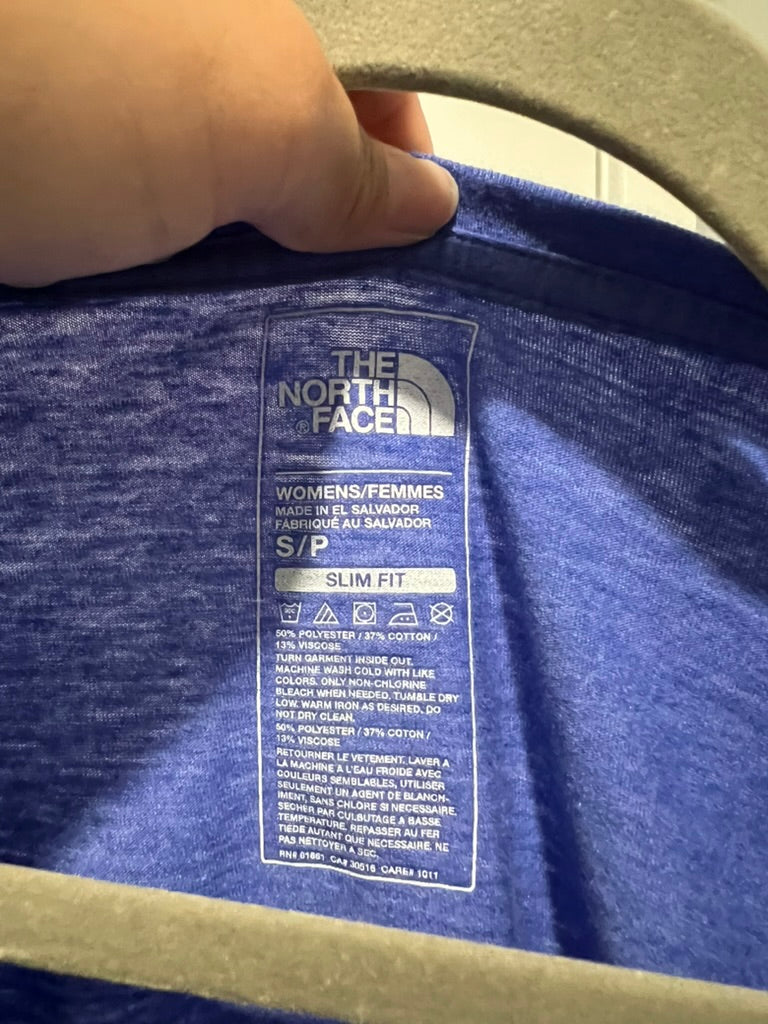 THE
NORTH
®FACE
WOMENS/FEMMES
MADE IN EL SALVADOR
FABRIQUÉ AU SALVADOR
S/P
SLIM FIT
30C
50% POLYESTER / 37% COTTON /
13% VISCOSE
TURN GARMENT INSIDE OUT.
MACHINE WASH COLD WITH LIKE
COLORS. ONLY NON-CHLORINE
BLEACH WHEN NEEDED. TUMBLE DRY
LOW. WARM IRON AS DESIRED. DO
NOT DRY CLEAN.
50% POLYESTER / 37% COTON /
13% VISCOSE
RETOURNER LE VETEMENT. LAVER A
LA MACHINE A L'EAU FROIDE AVEC
COULEURS SEMBLABLES, UTILISER
SEULEMENT UN AGENT DE BLANCH-
IMENT, SANS CHLORE SI NECESSAIRE.
SECHER PAR CULBUTAGE A BASSE
TEMPERATURE. REPASSER AU FER
TIEDE AUTANT QUE NECESSAIRE. NE
PAS NETTOYER A SEC.
RN# 61661 CA# 30516 CARE# 1011